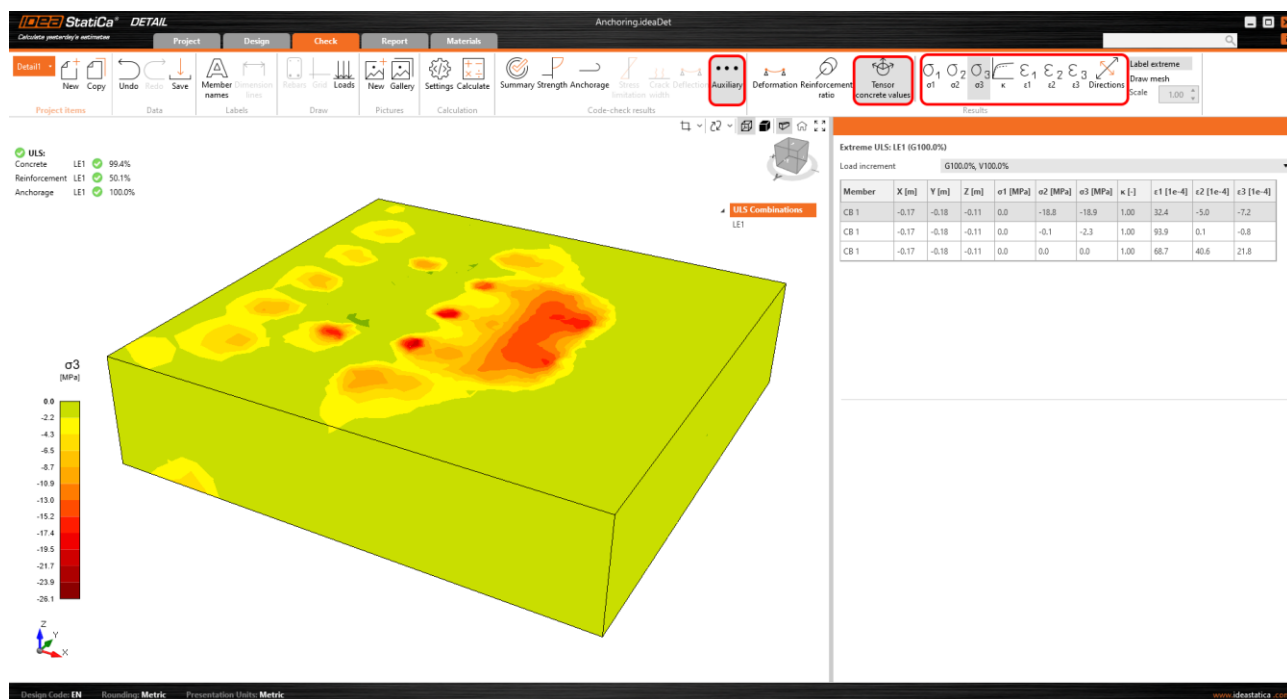 IDEA StatiCa® DETAIL
Calculate yesterday's estimates
Anchoring.ideaDet
Project Design Check Report Materials
Detail1
New Copy Undo Redo Save Member names Dimension lines Rebars Grid Loads New Gallery Settings Calculate Summary Strength Anchorage Stress limitation Crack width Deflection Auxiliary Deformation Reinforcement ratio Tensor concrete values σ1 σ2 σ3 κ ε1 ε2 ε3 Directions
Label extreme
Draw mesh
Scale 1.00
Project items Data Labels Draw Pictures Calculation Code-check results Results
ULS:
Concrete LE1 99.4%
Reinforcement LE1 50.1%
Anchorage LE1 100.0%
ULS Combinations
LE1
σ3
[MPa]
0.0
-2.2
-4.3
-6.5
-8.7
-10.9
-13.0
-15.2
-17.4
-19.5
-21.7
-23.9
-26.1
Z
Y
X
Extreme ULS: LE1 (G100.0%)
Load increment G100.0%, V100.0%
Member X [m] Y [m] Z [m] σ1 [MPa] σ2 [MPa] σ3 [MPa] κ [-] ε1 [1e-4] ε2 [1e-4] ε3 [1e-4]
CB 1 -0.17 -0.18 -0.11 0.0 -18.8 -18.9 1.00 32.4 -5.0 -7.2
CB 1 -0.17 -0.18 -0.11 0.0 -0.1 -2.3 1.00 93.9 0.1 -0.8
CB 1 -0.17 -0.18 -0.11 0.0 0.0 0.0 1.00 68.7 40.6 21.8
Design Code: EN Rounding: Metric Presentation Units: Metric
www.ideastatica.com